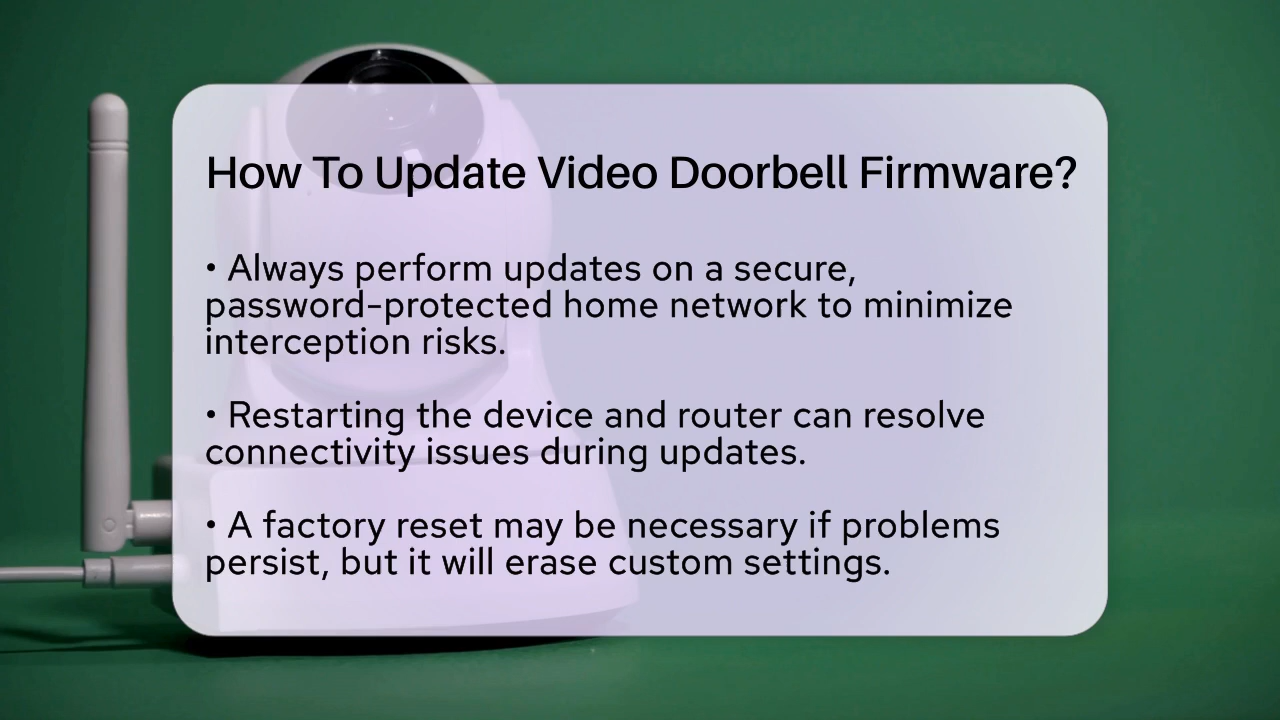 How To Update Video Doorbell Firmware?
• Always perform updates on a secure,
password-protected home network to minimize
interception risks.
• Restarting the device and router can resolve
connectivity issues during updates.
• A factory reset may be necessary if problems
persist, but it will erase custom settings.